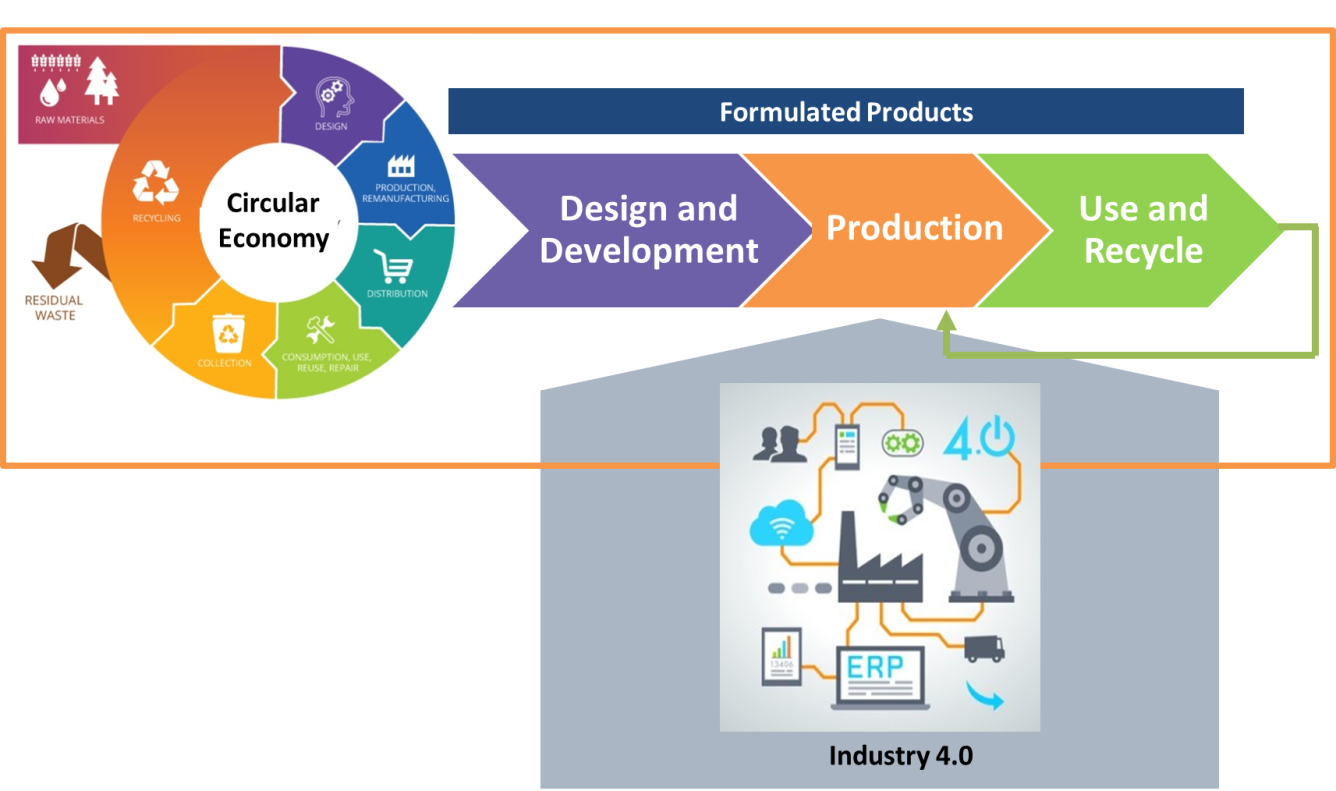 RAW MATERIALS
DESIGN
PRODUCTION,
REMANUFACTURING
DISTRIBUTION
CONSUMPTION, USE,
REUSE, REPAIR
COLLECTION
RECYCLING
RESIDUAL
WASTE
Circular
Economy
Formulated Products
Design and
Development
Production
Use and
Recycle
4.0
13406
ERP
Industry 4.0